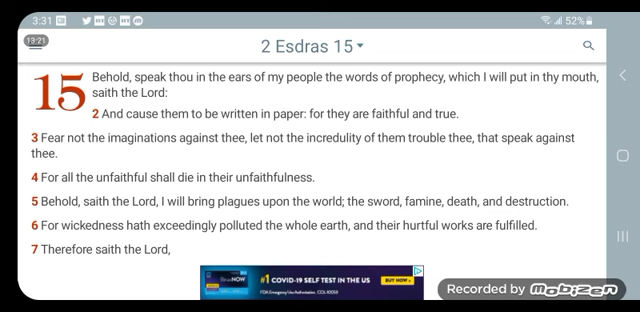 3:31
52%
13:21
2 Esdras 15
15 Behold, speak thou in the ears of my people the words of prophecy, which I will put in thy mouth,
saith the Lord:
2 And cause them to be written in paper: for they are faithful and true.
3 Fear not the imaginations against thee, let not the incredulity of them trouble thee, that speak against
thee.
4 For all the unfaithful shall die in their unfaithfulness.
5 Behold, saith the Lord, I will bring plagues upon the world; the sword, famine, death, and destruction.
6 For wickedness hath exceedingly polluted the whole earth, and their hurtful works are fulfilled.
7 Therefore saith the Lord,
#1 COVID-19 SELF TEST IN THE US
BUY NOW
Recorded by Mobizen